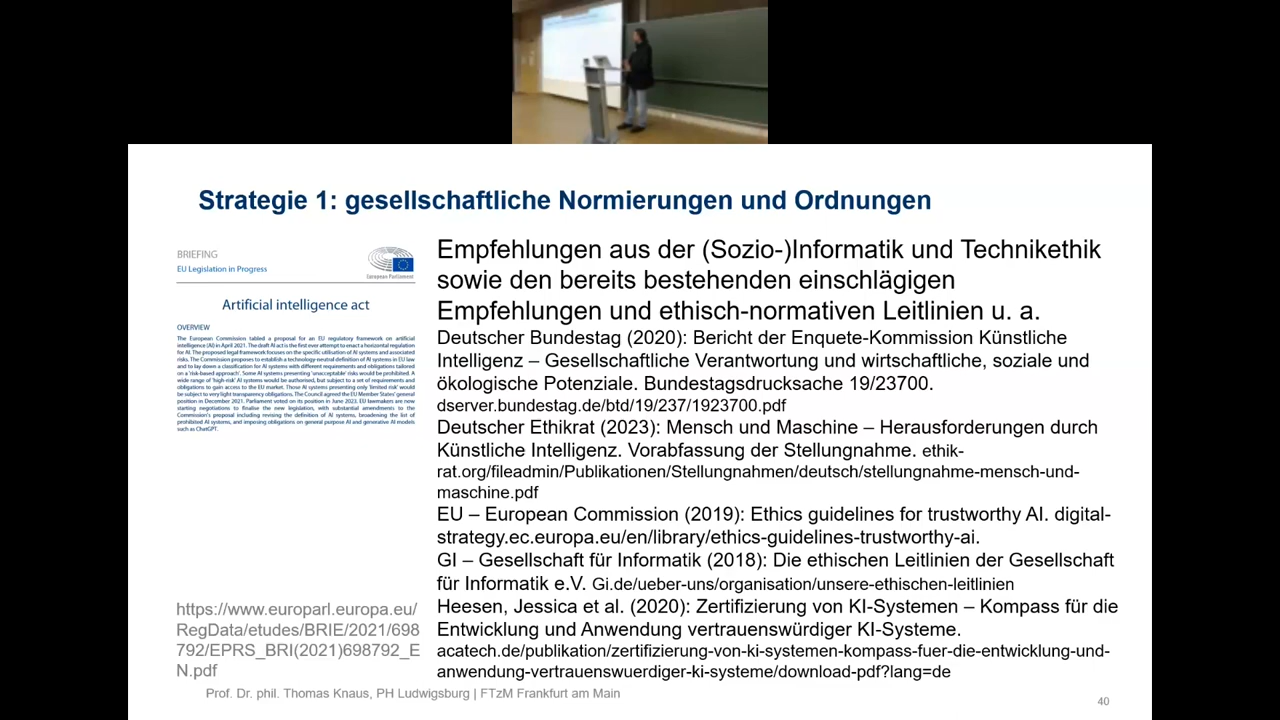 Strategie 1: gesellschaftliche Normierungen und Ordnungen
BRIEFING
EU Legislation in Progress
European Parliament
Artificial intelligence act
OVERVIEW
The European Commission tabled a proposal for an EU regulatory framework on artificial
intelligence (AI) in April 2021. The draft AI act is the first ever attempt to enact a horizontal regulation
for AI. The proposed legal framework focuses on the specific utilisation of AI systems and associated
risks. The Commission proposes to establish a technology-neutral definition of AI systems in EU law
and to lay down a classification for AI systems with different requirements and obligations tailored
on a 'risk-based approach'. Some AI systems presenting 'unacceptable' risks would be prohibited. A
wide range of 'high-risk' AI systems would be authorised, but subject to a set of requirements and
obligations to gain access to the EU market. Those AI systems presenting only 'limited risk' would
be subject to very light transparency obligations. The Council agreed the EU Member States' general
position in December 2021. Parliament voted on its position in June 2023. EU lawmakers are now
starting negotiations to finalise the new legislation, with substantial amendments to the
Commission's proposal including revising the definition of AI systems, broadening the list of
prohibited AI systems, and imposing obligations on general purpose AI and generative AI models
such as ChatGPT.
https://www.europarl.europa.eu/
RegData/etudes/BRIE/2021/698
792/EPRS_BRI(2021)698792_E
N.pdf
Empfehlungen aus der (Sozio-)Informatik und Technikethik
sowie den bereits bestehenden einschlägigen
Empfehlungen und ethisch-normativen Leitlinien u. a.
Deutscher Bundestag (2020): Bericht der Enquete-Kommission Künstliche
Intelligenz – Gesellschaftliche Verantwortung und wirtschaftliche, soziale und
ökologische Potenziale. Bundestagsdrucksache 19/23700.
dserver.bundestag.de/btd/19/237/1923700.pdf
Deutscher Ethikrat (2023): Mensch und Maschine – Herausforderungen durch
Künstliche Intelligenz. Vorabfassung der Stellungnahme. ethik-
rat.org/fileadmin/Publikationen/Stellungnahmen/deutsch/stellungnahme-mensch-und-
maschine.pdf
EU – European Commission (2019): Ethics guidelines for trustworthy AI. digital-
strategy.ec.europa.eu/en/library/ethics-guidelines-trustworthy-ai.
GI – Gesellschaft für Informatik (2018): Die ethischen Leitlinien der Gesellschaft
für Informatik e.V. Gi.de/ueber-uns/organisation/unsere-ethischen-leitlinien
Heesen, Jessica et al. (2020): Zertifizierung von KI-Systemen – Kompass für die
Entwicklung und Anwendung vertrauenswürdiger KI-Systeme.
acatech.de/publikation/zertifizierung-von-ki-systemen-kompass-fuer-die-entwicklung-und-
anwendung-vertrauenswuerdiger-ki-systeme/download-pdf?lang=de
Prof. Dr. phil. Thomas Knaus, PH Ludwigsburg | FTzM Frankfurt am Main
40